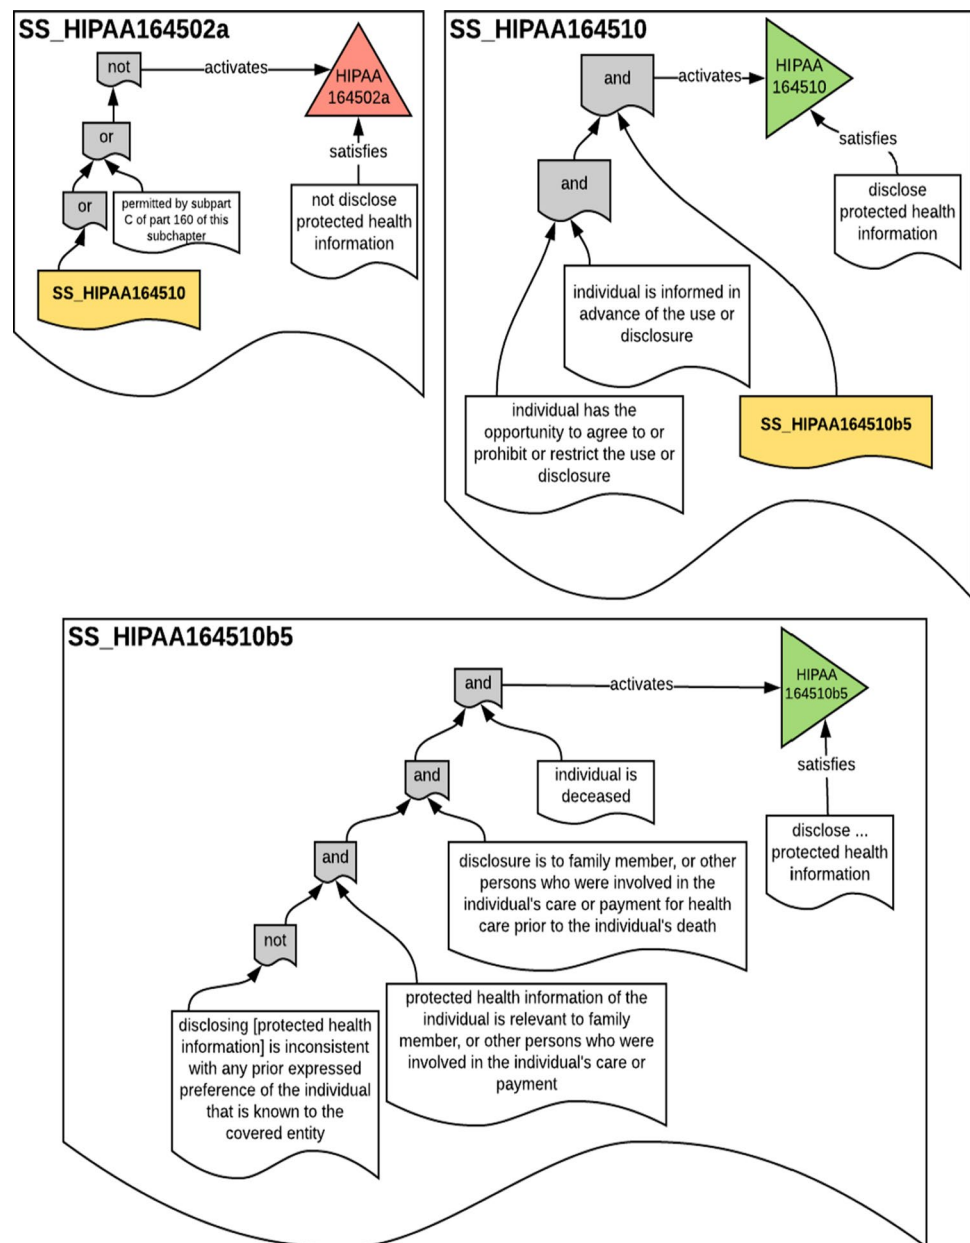 SS_HIPAA164502a
not
activates
HIPAA
164502a
or
satisfies
or
permitted by subpart
C of part 160 of this
subchapter
not disclose
protected health
information
SS_HIPAA164510
SS_HIPAA164510
and
activates
HIPAA
164510
satisfies
and
disclose
protected health
information
individual is informed in
advance of the use or
disclosure
individual has the
opportunity to agree to or
prohibit or restrict the use or
disclosure
SS_HIPAA164510b5
SS_HIPAA164510b5
and
activates
HIPAA
164510b5
satisfies
and
individual is
deceased
disclose ...
protected health
information
and
disclosure is to family member, or other
persons who were involved in the
individual's care or payment for health
care prior to the individual's death
not
protected health information of the
individual is relevant to family
member, or other persons who were
involved in the individual's care or
payment
disclosing [protected health
information] is inconsistent
with any prior expressed
preference of the individual
that is known to the
covered entity